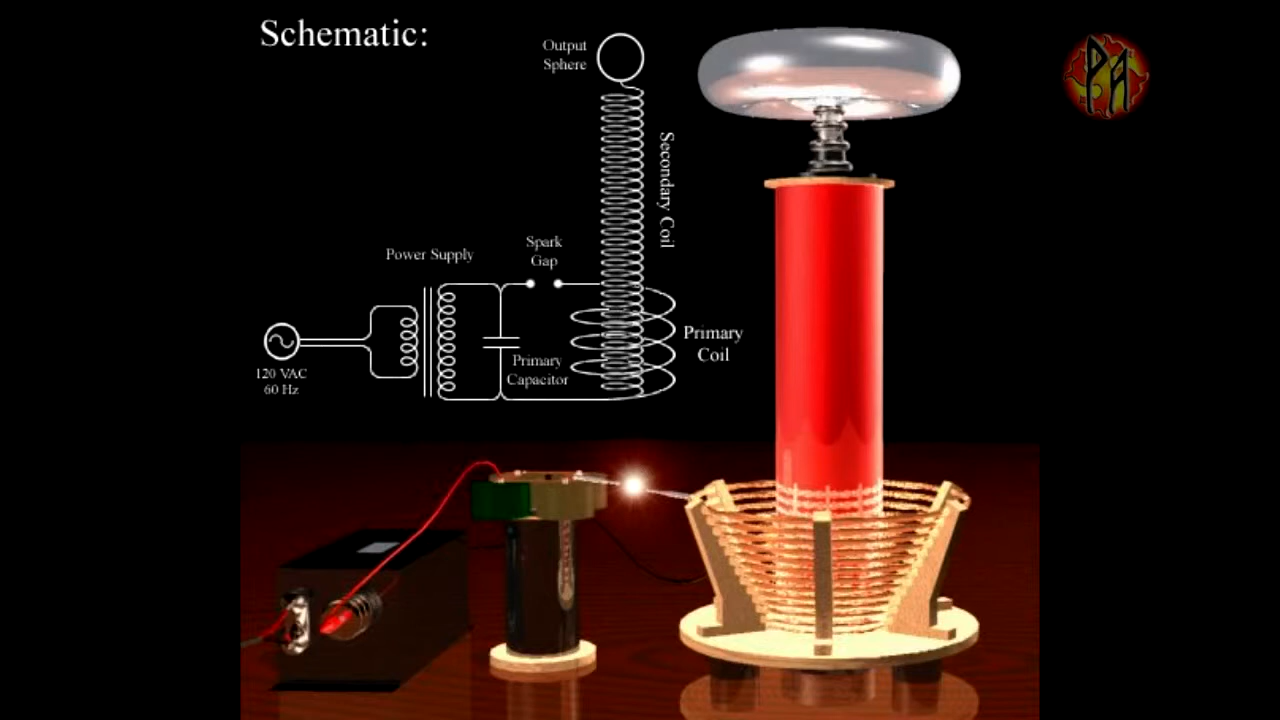 Schematic:
Output
Sphere
Secondary Coil
Spark
Gap
Power Supply
Primary
Coil
Primary
Capacitor
120 VAC
60 Hz
PA